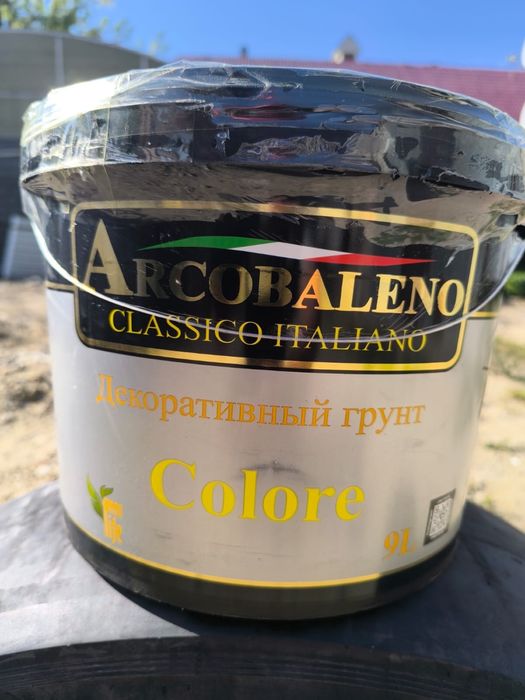 ARCOBALENO
CLASSICO ITALIANO
Декоративный грунт
Colore
9L